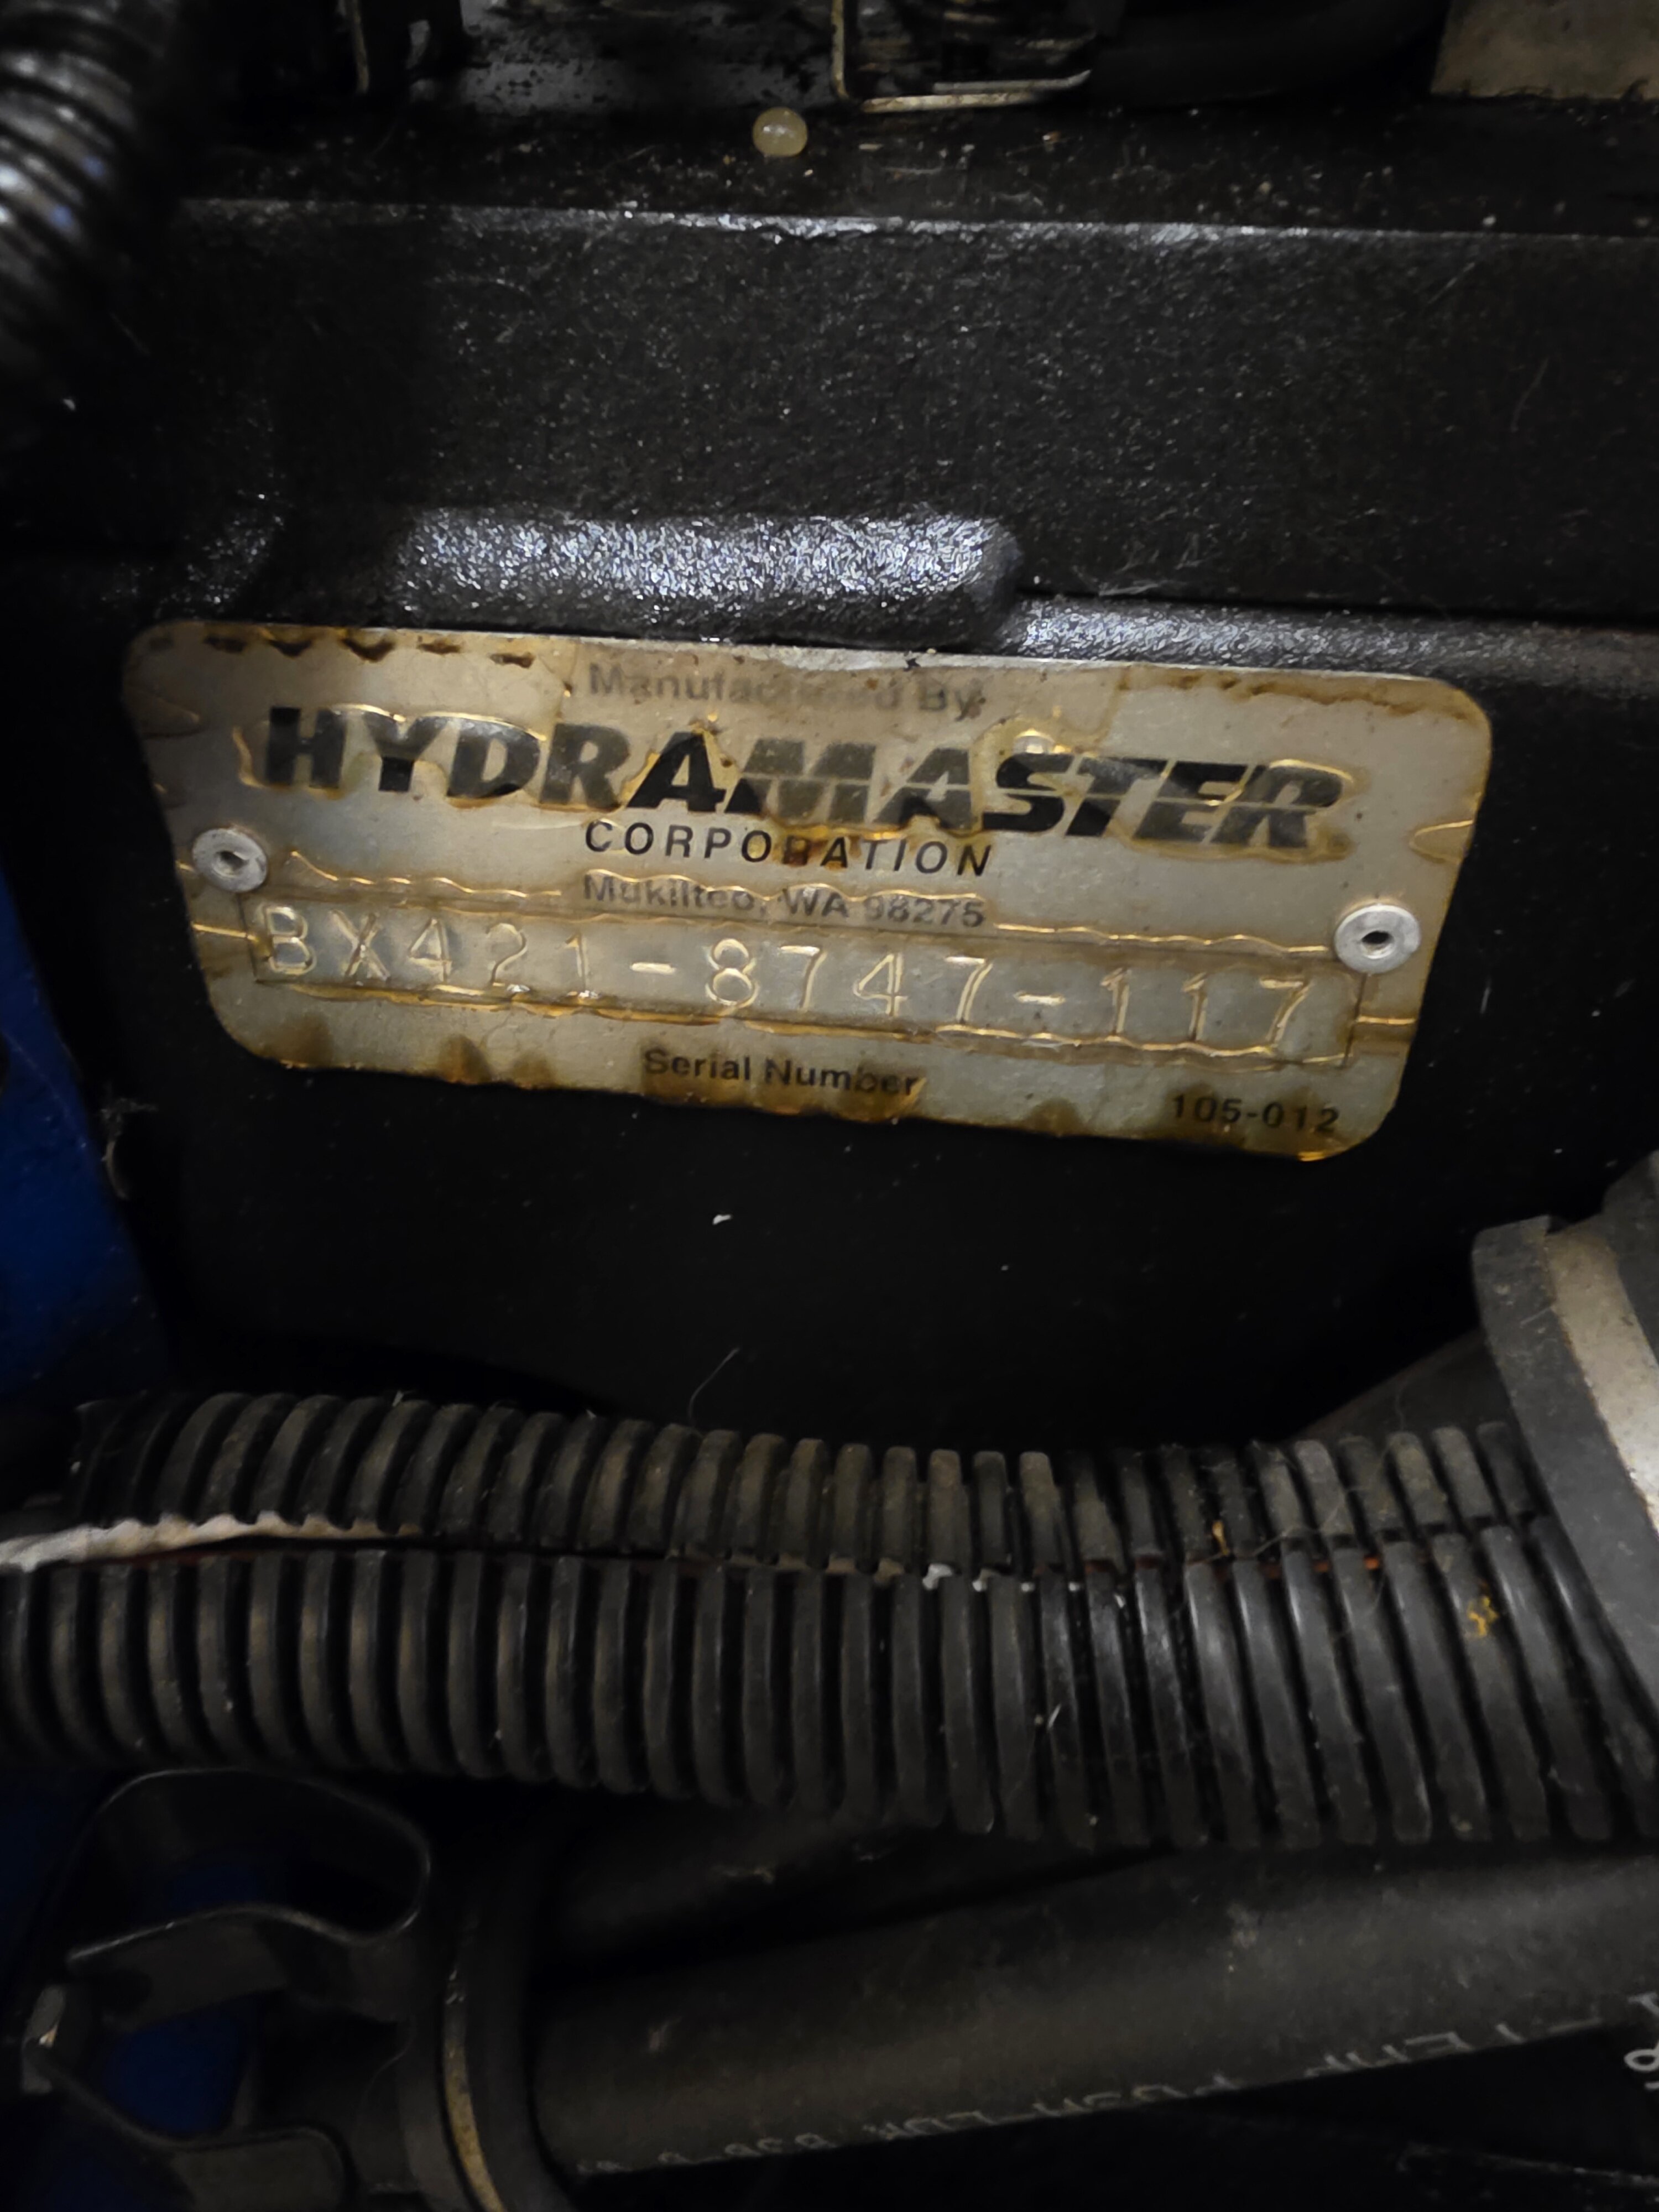 Manufactured By
HYDRAMASTER
CORPORATION
Mukilteo, WA 98275
BX421-8747-117
Serial Number
105-012